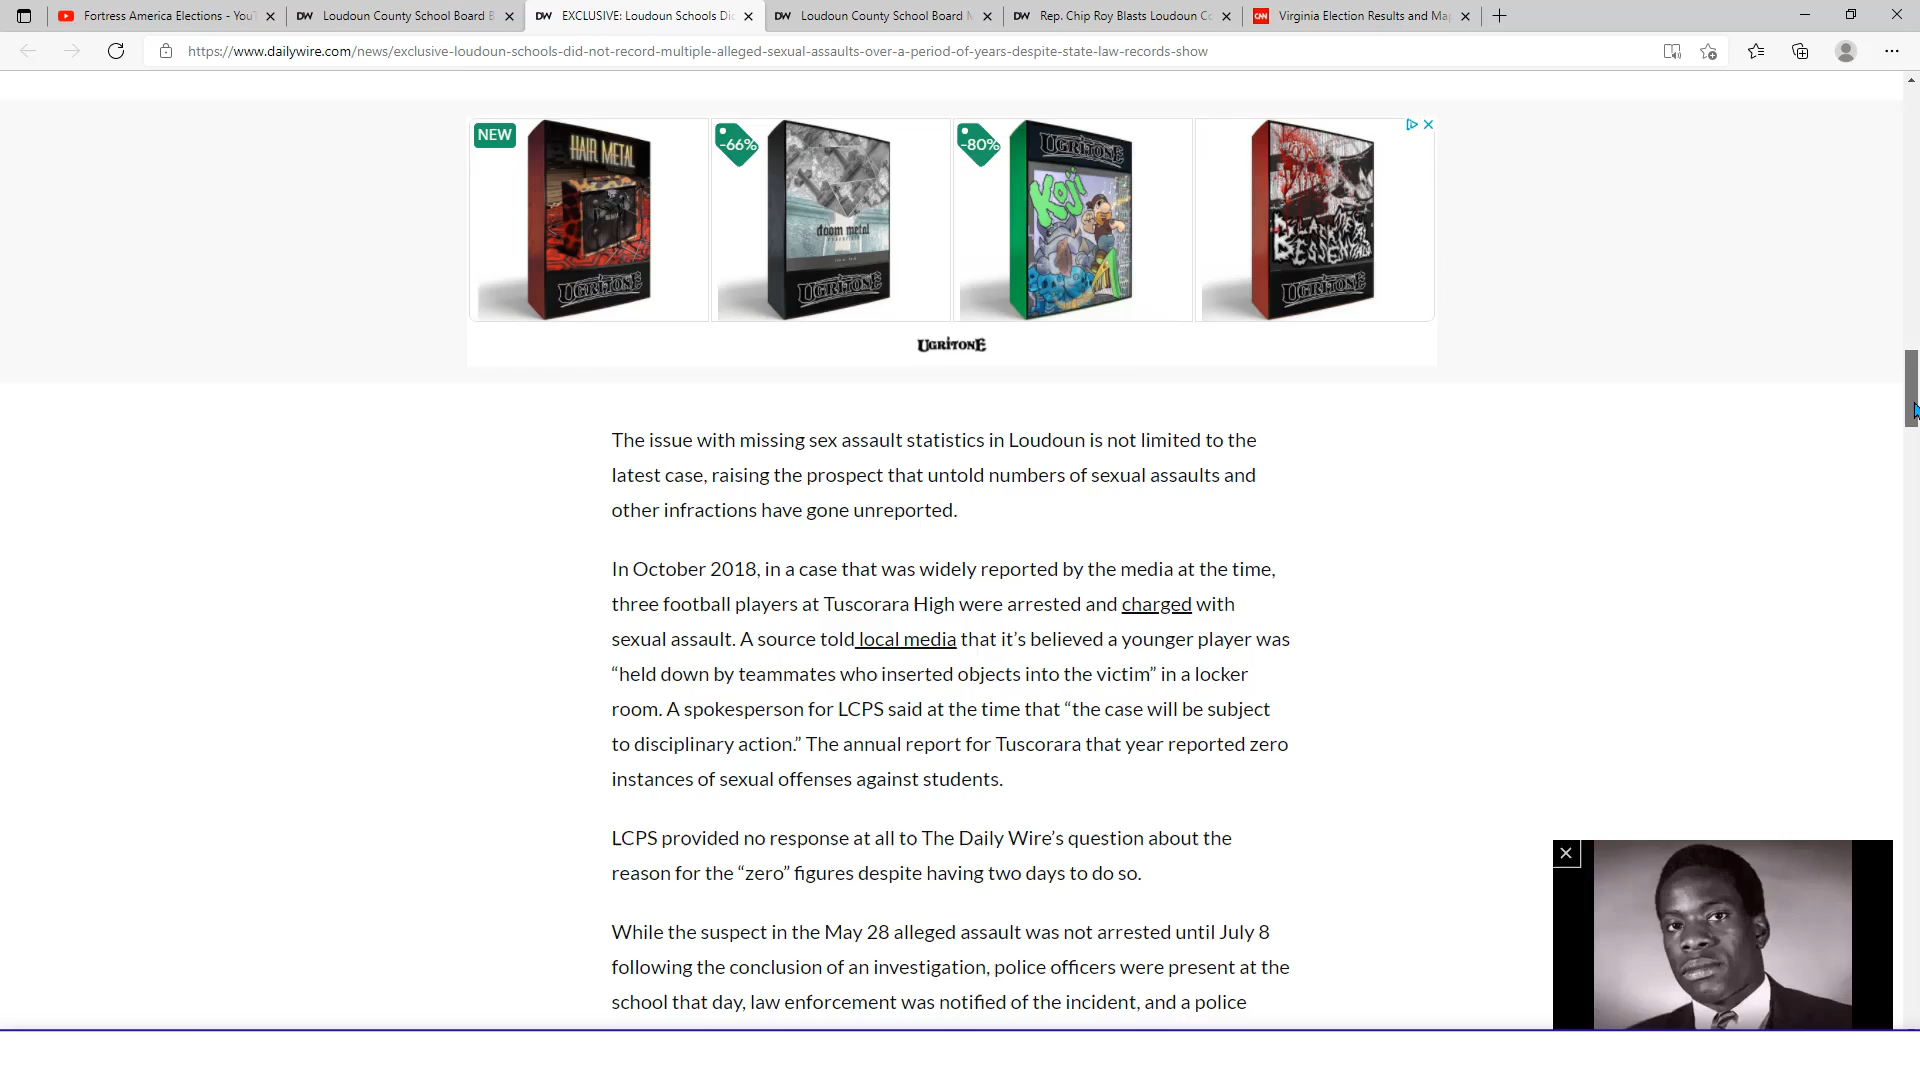 Fortress America Elections - YouT
DW Loudoun County School Board B
DW EXCLUSIVE: Loudoun Schools Di
DW Loudoun County School Board M
DW Rep. Chip Roy Blasts Loudoun Co
CNN Virginia Election Results and Map
https://www.dailywire.com/news/exclusive-loudoun-schools-did-not-record-multiple-alleged-sexual-assaults-over-a-period-of-years-despite-state-law-records-show
NEW
HAIR METAL
UGRITONE
-66%
doom metal
UGRITONE
-80%
UGRITONE
Koji
UGRITONE
UGRITONE
The issue with missing sex assault statistics in Loudoun is not limited to the
latest case, raising the prospect that untold numbers of sexual assaults and
other infractions have gone unreported.
In October 2018, in a case that was widely reported by the media at the time,
three football players at Tuscorara High were arrested and charged with
sexual assault. A source told local media that it’s believed a younger player was
“held down by teammates who inserted objects into the victim” in a locker
room. A spokesperson for LCPS said at the time that “the case will be subject
to disciplinary action.” The annual report for Tuscorara that year reported zero
instances of sexual offenses against students.
LCPS provided no response at all to The Daily Wire’s question about the
reason for the “zero” figures despite having two days to do so.
While the suspect in the May 28 alleged assault was not arrested until July 8
following the conclusion of an investigation, police officers were present at the
school that day, law enforcement was notified of the incident, and a police